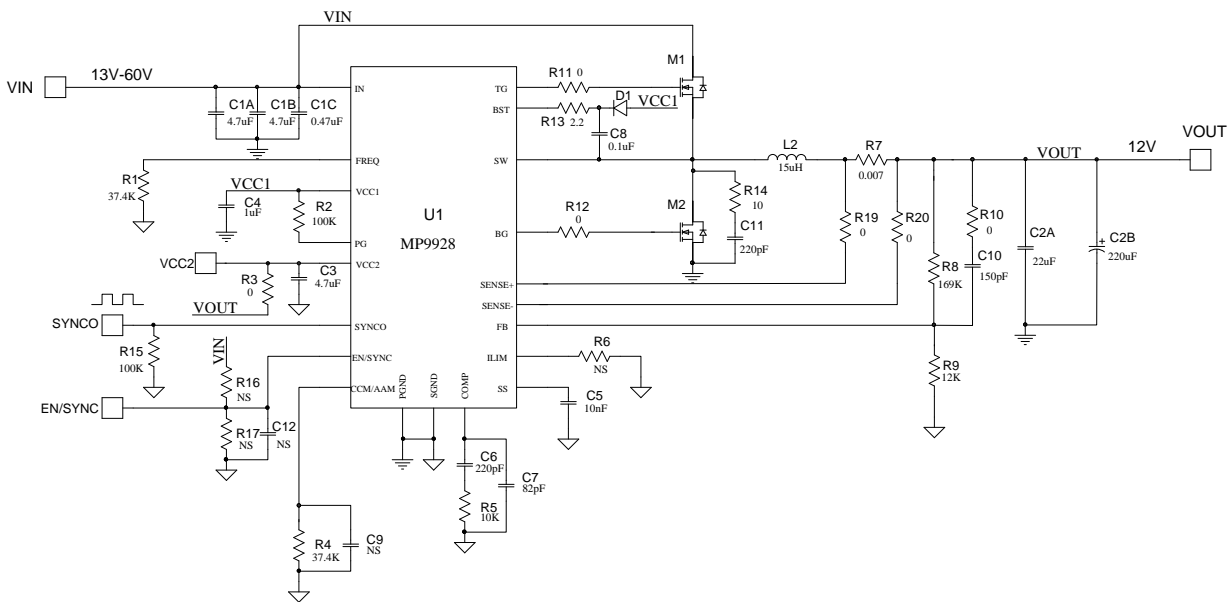 VIN
VIN
13V-60V
C1A
4.7uF
C1B
4.7uF
C1C
0.47uF
R1
37.4K
VCC1
C4
1uF
R2
100K
VCC2
R3
0
C3
4.7uF
VOUT
SYNCO
R15
100K
VIN
R16
NS
EN/SYNC
R17
NS
C12
NS
R4
37.4K
C9
NS
IN
FREQ
VCC1
PG
VCC2
SYNCO
EN/SYNC
CCM/AAM
U1
MP9928
PGND
SGND
COMP
TG
BST
SW
BG
SENSE+
SENSE-
FB
ILIM
SS
C6
220pF
R5
10K
C7
82pF
R11
0
M1
R13
2.2
D1
VCC1
C8
0.1uF
R12
0
M2
R14
10
C11
220pF
L2
15uH
R7
0.007
R19
0
R20
0
R8
169K
R10
0
C10
150pF
C2A
22uF
+
C2B
220uF
VOUT
12V
VOUT
R6
NS
C5
10nF
R9
12K